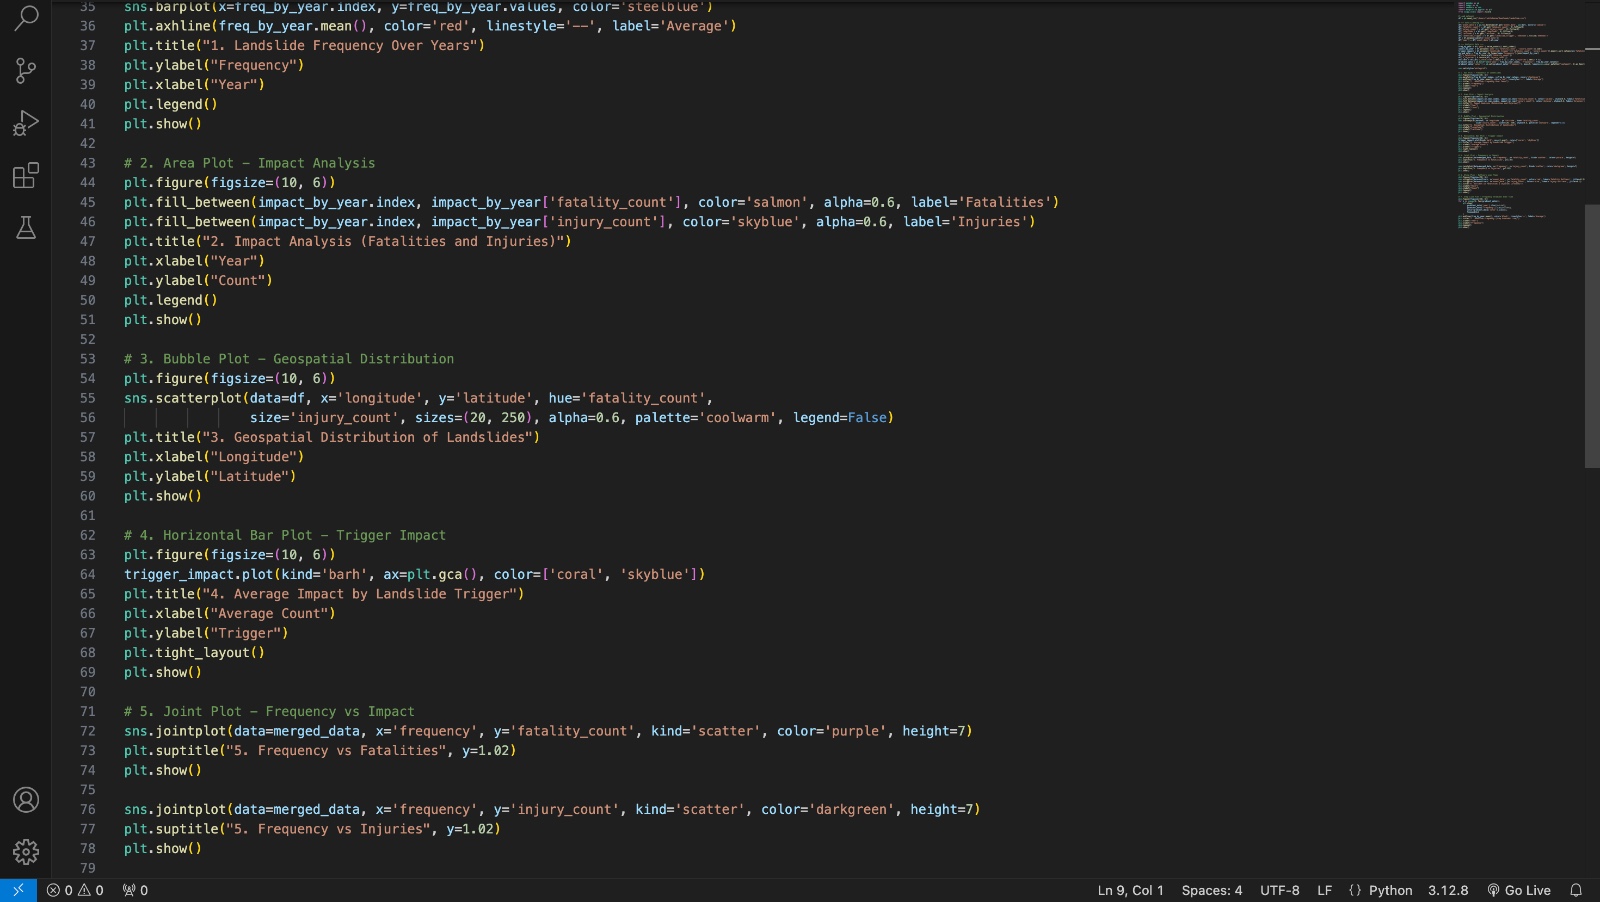 35 sns.barplot(x=freq_by_year.index, y=freq_by_year.values, color='steelblue')
36 plt.axhline(freq_by_year.mean(), color='red', linestyle='--', label='Average')
37 plt.title("1. Landslide Frequency Over Years")
38 plt.ylabel("Frequency")
39 plt.xlabel("Year")
40 plt.legend()
41 plt.show()
42
43 # 2. Area Plot - Impact Analysis
44 plt.figure(figsize=(10, 6))
45 plt.fill_between(impact_by_year.index, impact_by_year['fatality_count'], color='salmon', alpha=0.6, label='Fatalities')
46 plt.fill_between(impact_by_year.index, impact_by_year['injury_count'], color='skyblue', alpha=0.6, label='Injuries')
47 plt.title("2. Impact Analysis (Fatalities and Injuries)")
48 plt.xlabel("Year")
49 plt.ylabel("Count")
50 plt.legend()
51 plt.show()
52
53 # 3. Bubble Plot - Geospatial Distribution
54 plt.figure(figsize=(10, 6))
55 sns.scatterplot(data=df, x='longitude', y='latitude', hue='fatality_count',
56 size='injury_count', sizes=(20, 250), alpha=0.6, palette='coolwarm', legend=False)
57 plt.title("3. Geospatial Distribution of Landslides")
58 plt.xlabel("Longitude")
59 plt.ylabel("Latitude")
60 plt.show()
61
62 # 4. Horizontal Bar Plot - Trigger Impact
63 plt.figure(figsize=(10, 6))
64 trigger_impact.plot(kind='barh', ax=plt.gca(), color=['coral', 'skyblue'])
65 plt.title("4. Average Impact by Landslide Trigger")
66 plt.xlabel("Average Count")
67 plt.ylabel("Trigger")
68 plt.tight_layout()
69 plt.show()
70
71 # 5. Joint Plot - Frequency vs Impact
72 sns.jointplot(data=merged_data, x='frequency', y='fatality_count', kind='scatter', color='purple', height=7)
73 plt.suptitle("5. Frequency vs Fatalities", y=1.02)
74 plt.show()
75
76 sns.jointplot(data=merged_data, x='frequency', y='injury_count', kind='scatter', color='darkgreen', height=7)
77 plt.suptitle("5. Frequency vs Injuries", y=1.02)
78 plt.show()
79
0 0 0 Ln 9, Col 1 Spaces: 4 UTF-8 LF {} Python 3.12.8 Go Live